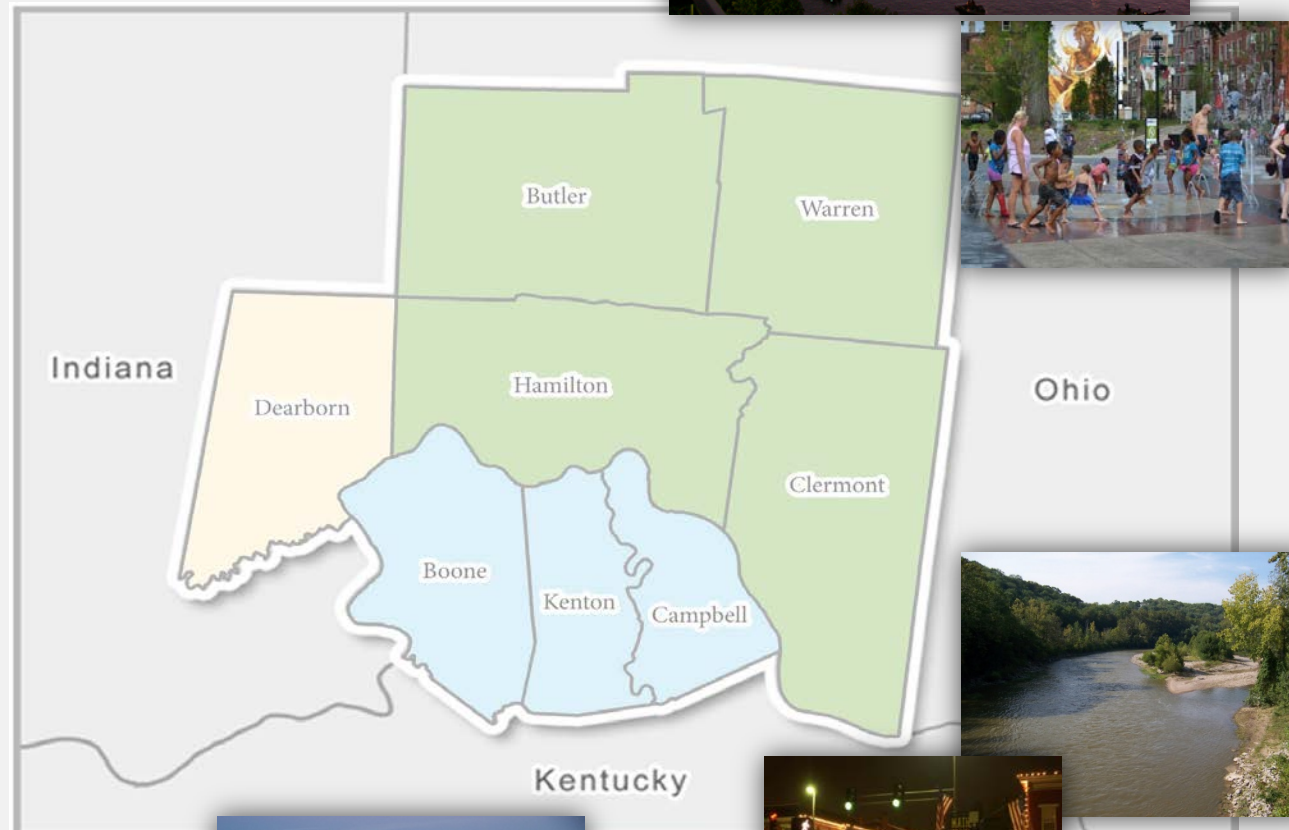 Butler
Warren
Indiana
Hamilton
Ohio
Dearborn
Clermont
Boone
Kenton
Campbell
Kentucky